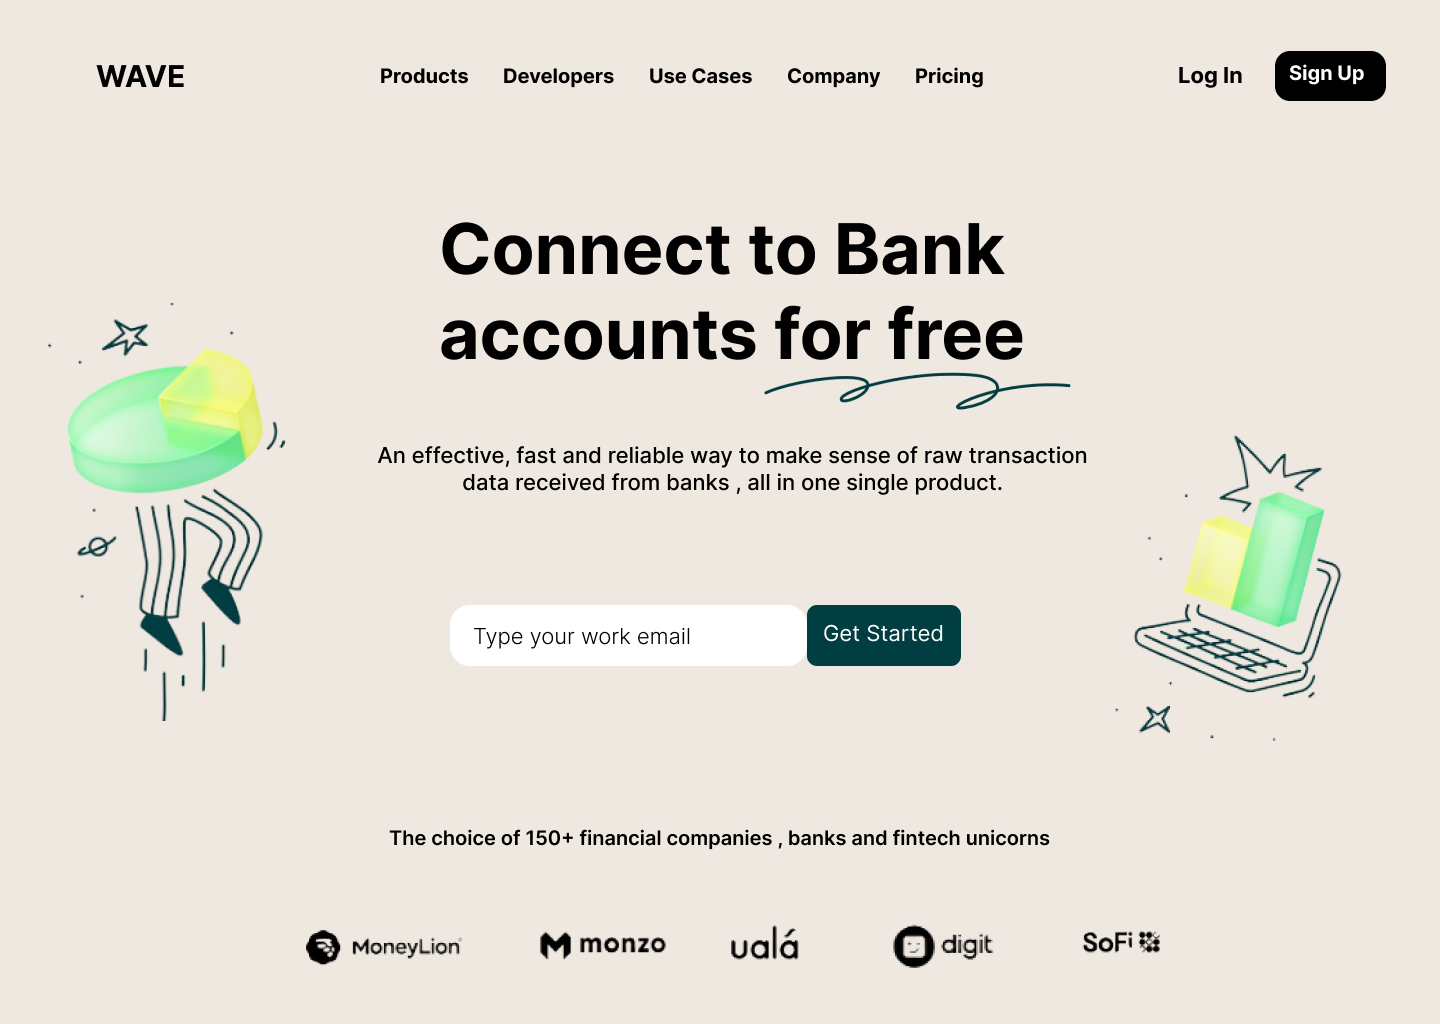 WAVE Products Developers Use Cases Company Pricing Log In Sign Up
Connect to Bank
accounts for free
An effective, fast and reliable way to make sense of raw transaction
data received from banks , all in one single product.
Type your work email Get Started
The choice of 150+ financial companies , banks and fintech unicorns
MoneyLion monzo ualá digit SoFi